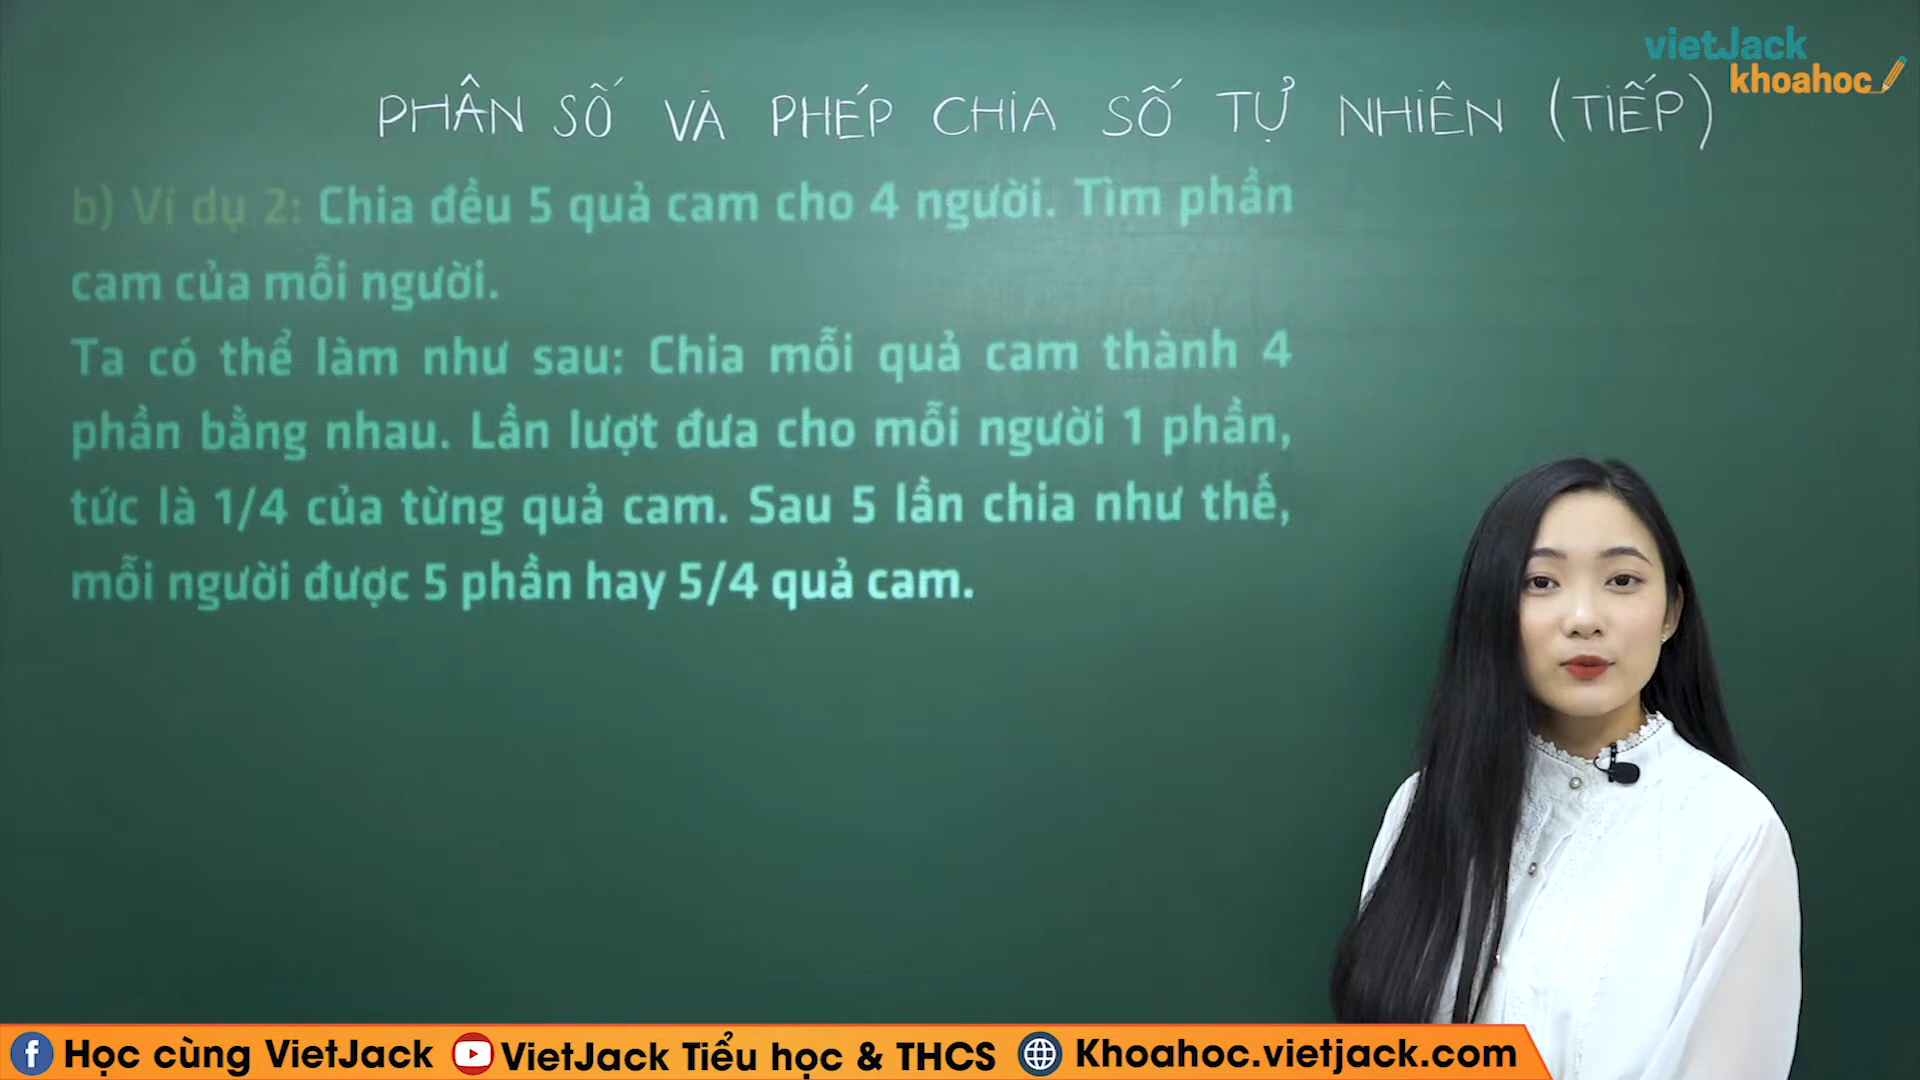 vietJack
khoahoc
PHÂN SỐ VÀ PHÉP CHIA SỐ TỰ NHIÊN (TIẾP)
b) Ví dụ 2: Chia đều 5 quả cam cho 4 người. Tìm phần
cam của mỗi người.
Ta có thể làm như sau: Chia mỗi quả cam thành 4
phần bằng nhau. Lần lượt đưa cho mỗi người 1 phần,
tức là 1/4 của từng quả cam. Sau 5 lần chia như thế,
mỗi người được 5 phần hay 5/4 quả cam.
Học cùng VietJack VietJack Tiểu học & THCS Khoahoc.vietjack.com